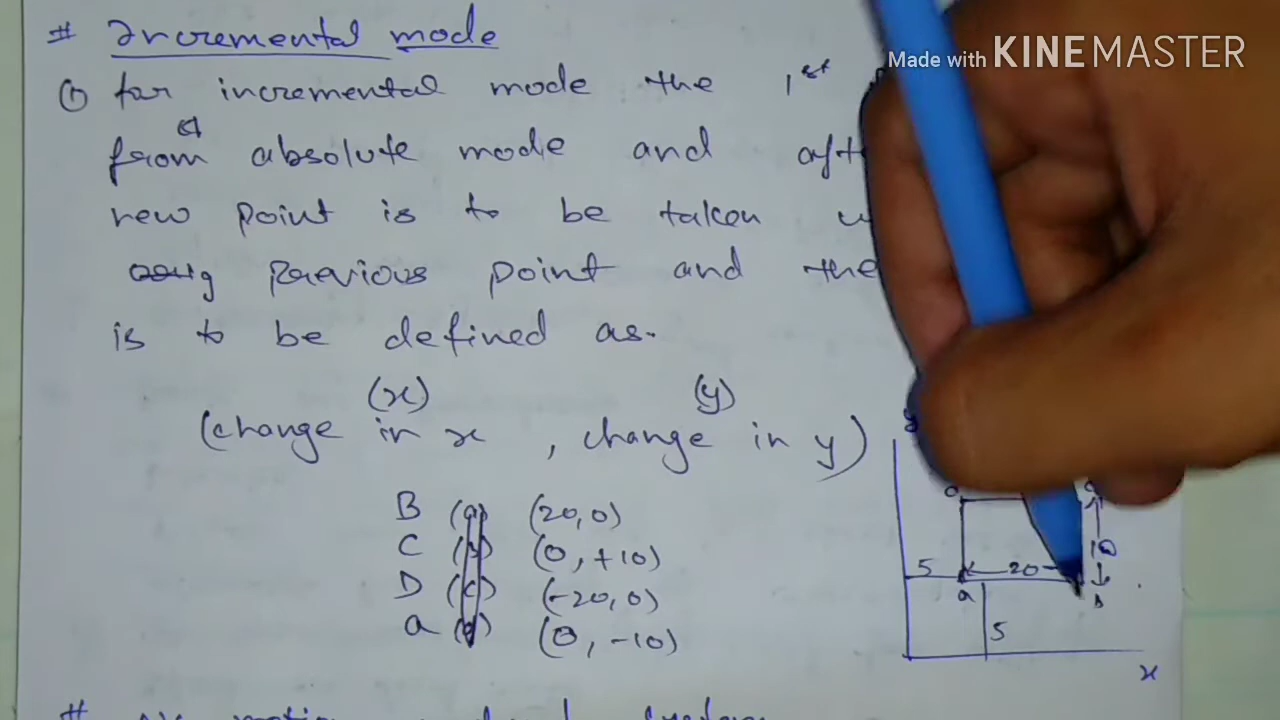 Made with KINEMASTER
# Incremental mode
① for incremental mode the 1st
from absolute mode and aft
new point is to be taken
previous point and the
is to be defined as.
(x) (y)
(change in x , change in y)
B (20,0)
C (0, +10)
D (-20,0)
a (0, -10)
y
5 20 10
a B
5
x
#